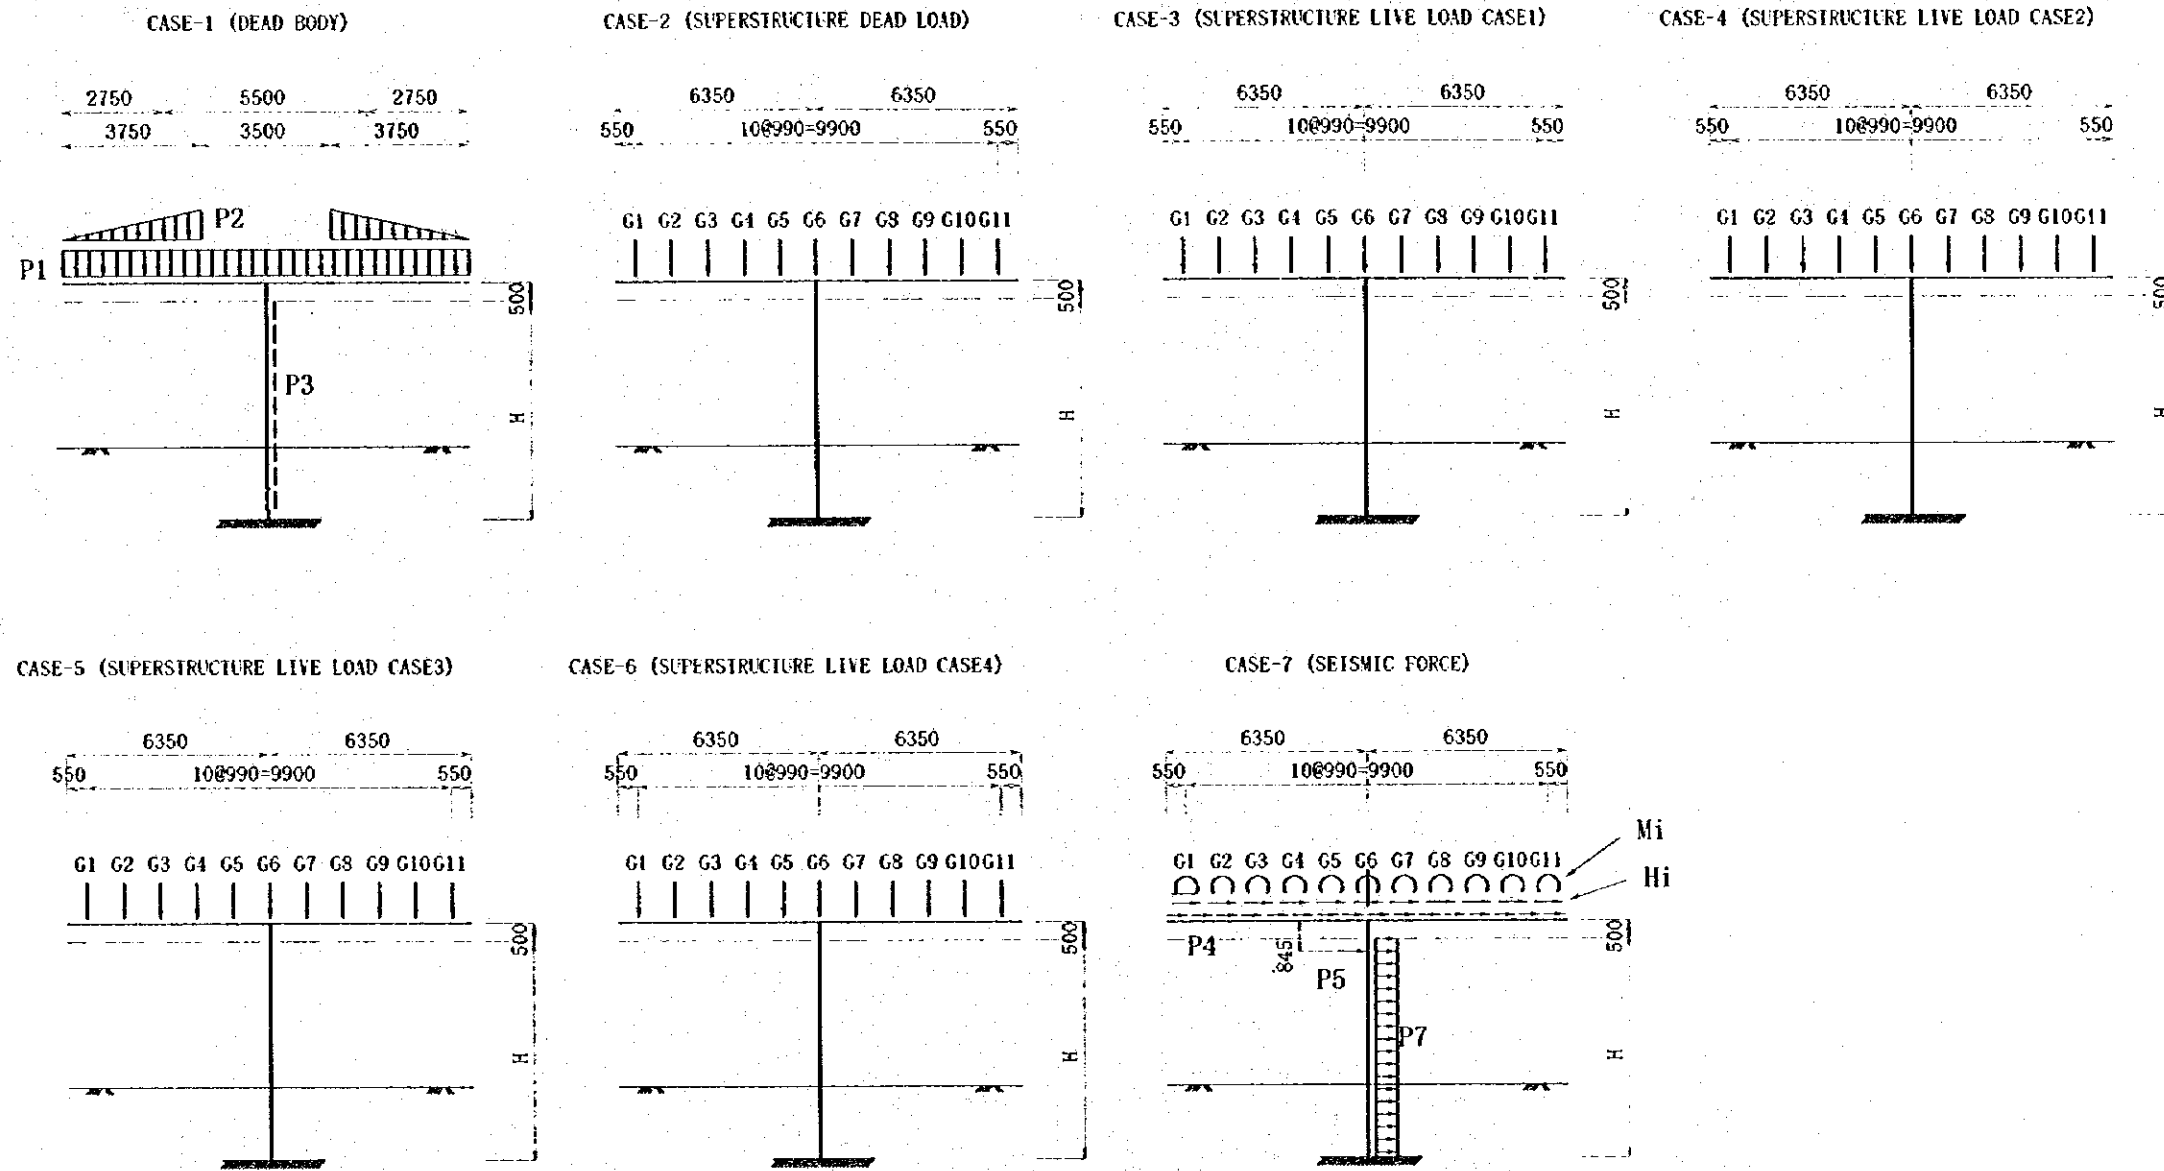 CASE-1 (DEAD BODY)
2750 5500 2750
3750 3500 3750
P2
P1
500
P3
H
CASE-2 (SUPERSTRUCTURE DEAD LOAD)
6350 6350
550 10@990=9900 550
G1 G2 G3 G4 G5 G6 G7 G8 G9 G10 G11
500
H
CASE-3 (SUPERSTRUCTURE LIVE LOAD CASE1)
6350 6350
550 10@990=9900 550
G1 G2 G3 G4 G5 G6 G7 G8 G9 G10 G11
500
H
CASE-4 (SUPERSTRUCTURE LIVE LOAD CASE2)
6350 6350
550 10@990=9900 550
G1 G2 G3 G4 G5 G6 G7 G8 G9 G10 G11
500
H
CASE-5 (SUPERSTRUCTURE LIVE LOAD CASE3)
6350 6350
550 10@990=9900 550
G1 G2 G3 G4 G5 G6 G7 G8 G9 G10 G11
500
H
CASE-6 (SUPERSTRUCTURE LIVE LOAD CASE4)
6350 6350
550 10@990=9900 550
G1 G2 G3 G4 G5 G6 G7 G8 G9 G10 G11
500
H
CASE-7 (SEISMIC FORCE)
6350 6350
550 10@990=9900 550
Mi
G1 G2 G3 G4 G5 G6 G7 G8 G9 G10 G11
Hi
P4
845
500
P5
P7
H